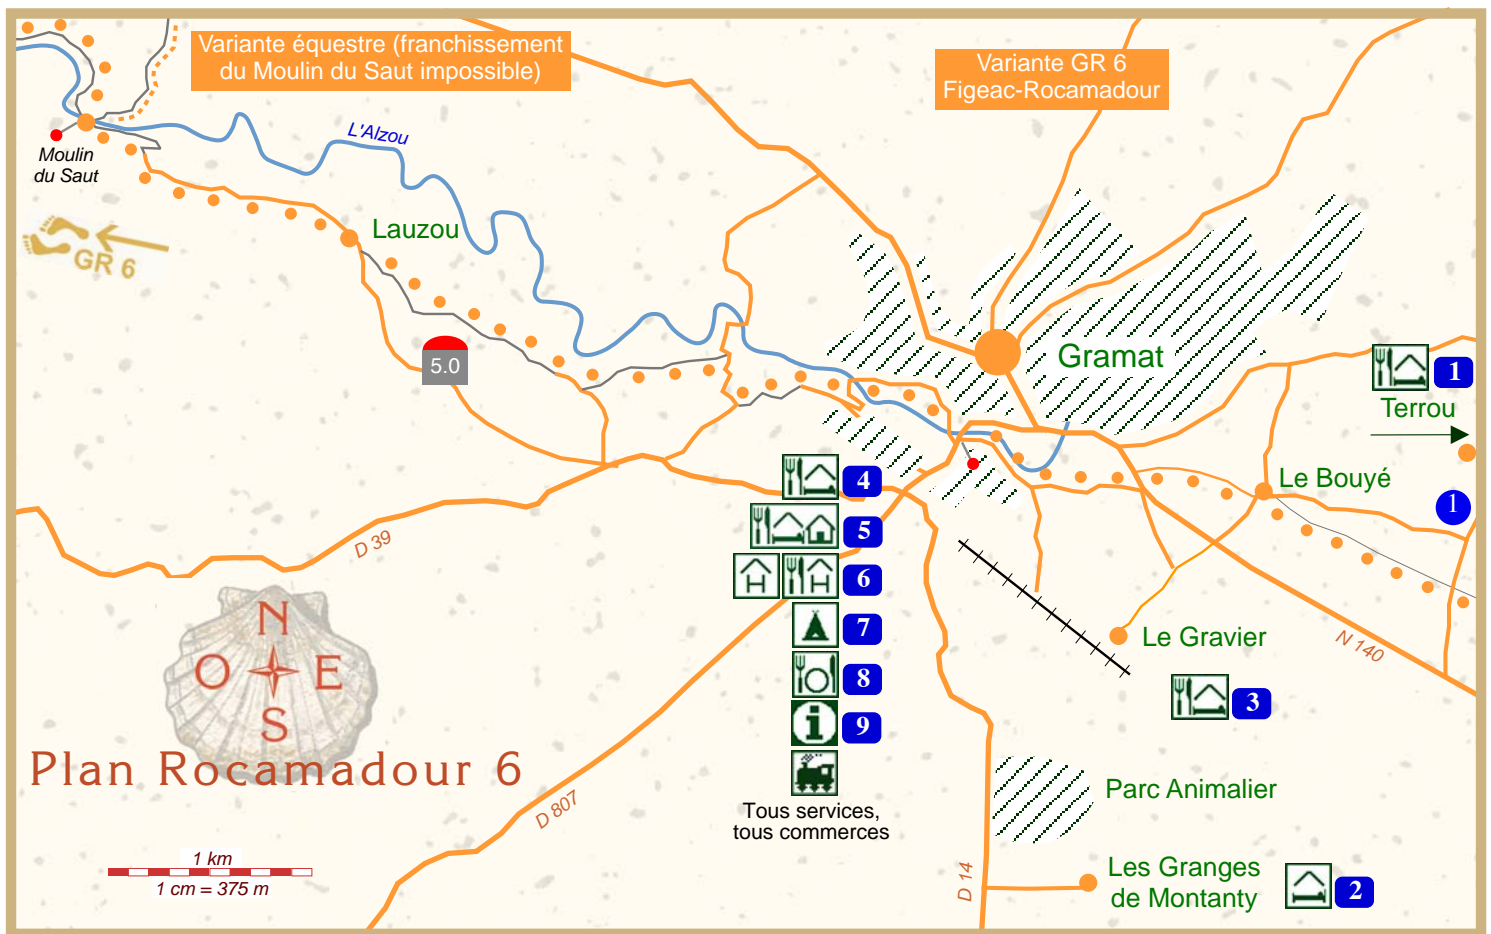 Variante équestre (franchissement
du Moulin du Saut impossible)
Variante GR 6
Figeac-Rocamadour
L'Alzou
Moulin
du Saut
Lauzou
GR 6
5.0
Gramat
1
Terrou
Le Bouyé
1
4
5
6
7
8
9
i
Tous services,
tous commerces
D 39
N
O E
S
Plan Rocamadour 6
1 km
1 cm = 375 m
D 807
Le Gravier
N 140
3
Parc Animalier
D 14
Les Granges
de Montanty
2